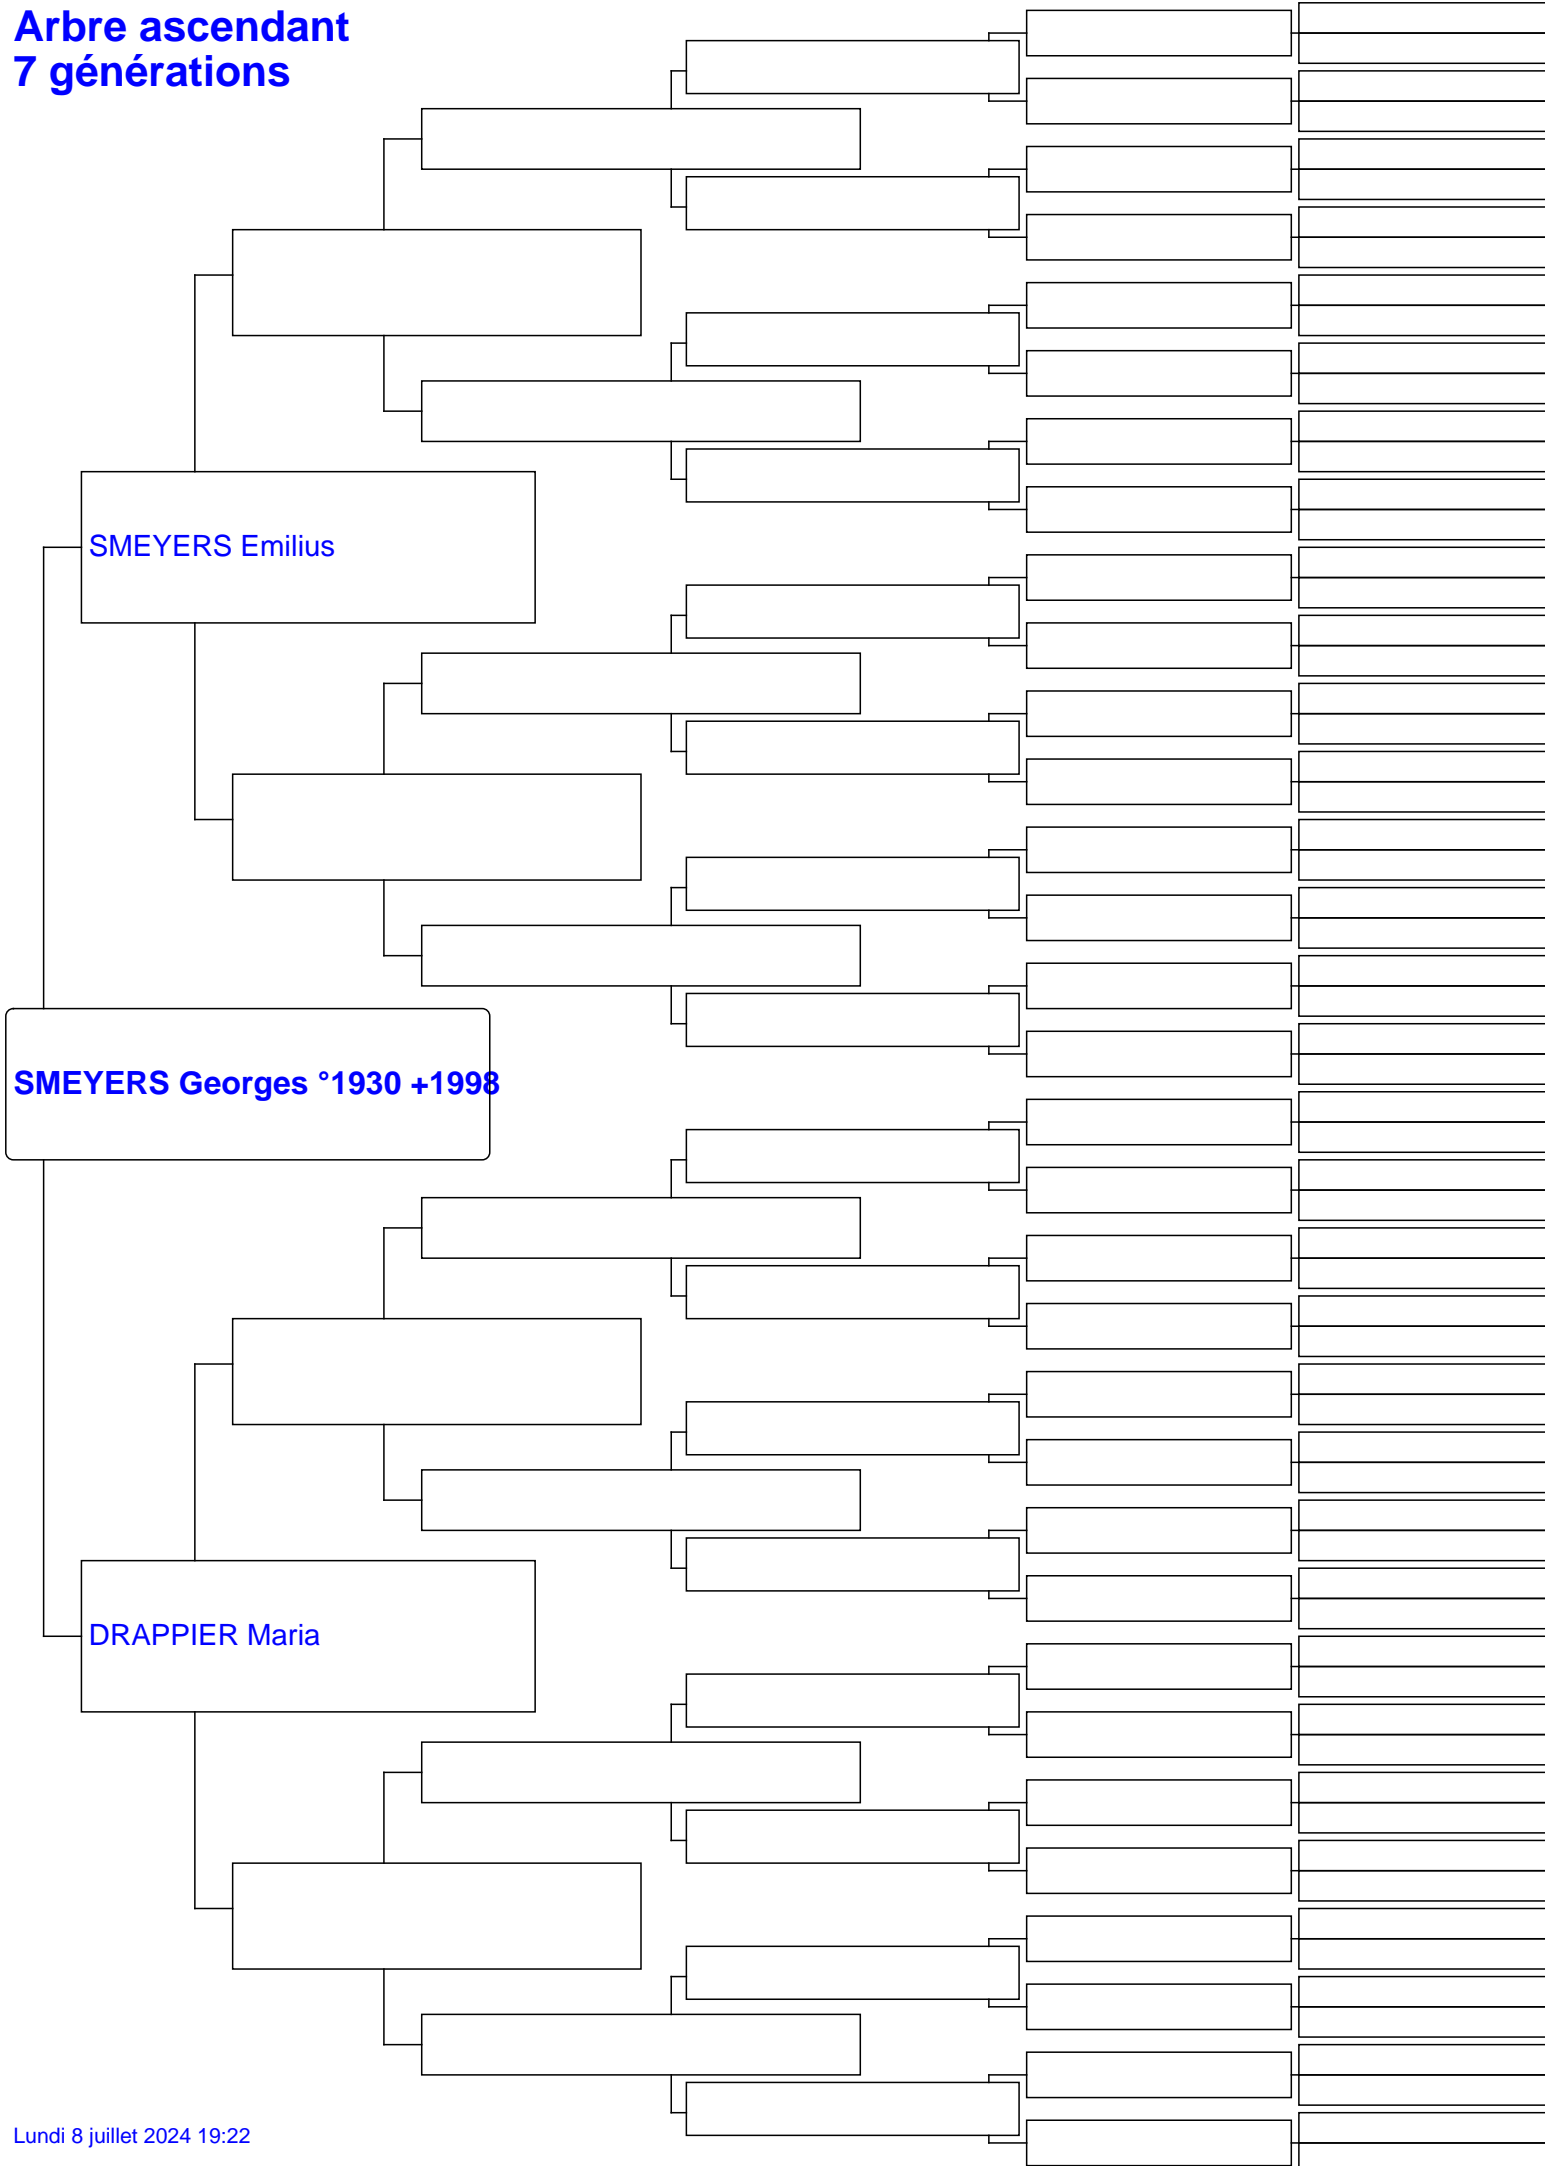 Arbre ascendant
7 générations
SMEYERS Emilius
SMEYERS Georges °1930 +1998
DRAPPIER Maria
Lundi 8 juillet 2024 19:22